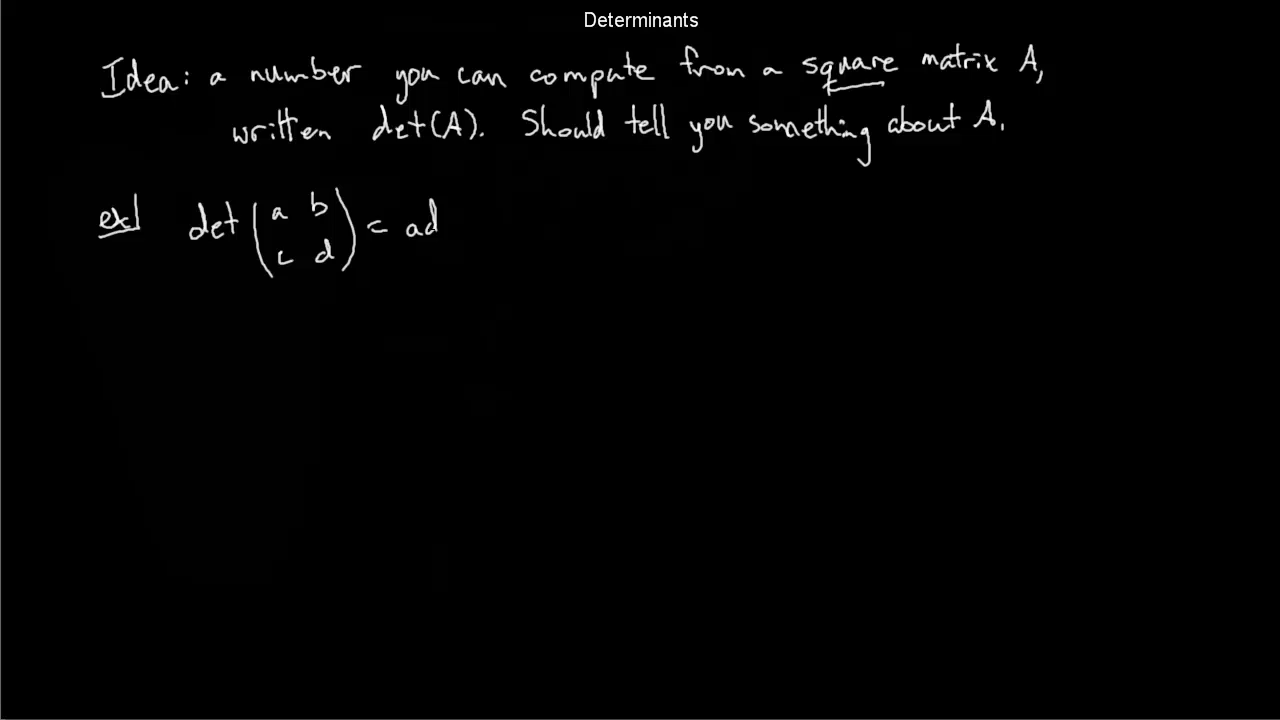 Determinants
Idea: a number you can compute from a square matrix A,
written det(A). Should tell you something about A.
ex| det (a b
c d) = ad